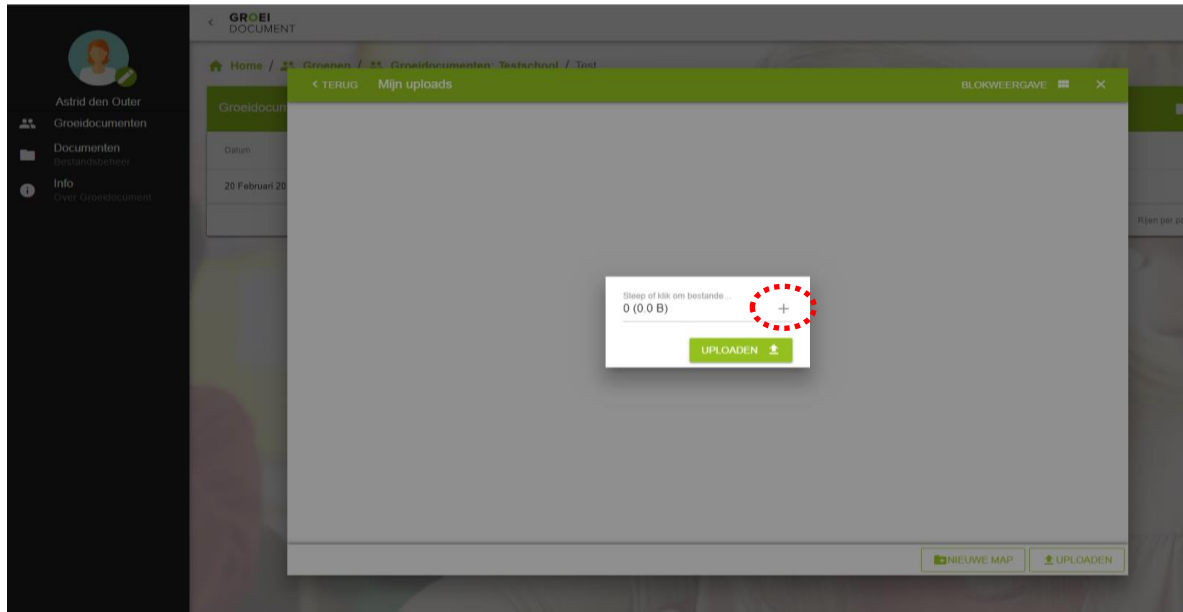 GROEI
DOCUMENT
Home / Groepen / Groeidocumenten: Testschool / Test
< TERUG Mijn uploads BLOKWEERGAVE
Astrid den Outer
Groeidocumenten
Documenten
Bestandsbeheer
Info
Over Groeidocument
Groeidocum
Datum
20 Februari 20
Rijen per pa
Sleep of klik om bestande...
0 (0.0 B)
UPLOADEN
NIEUWE MAP
UPLOADEN